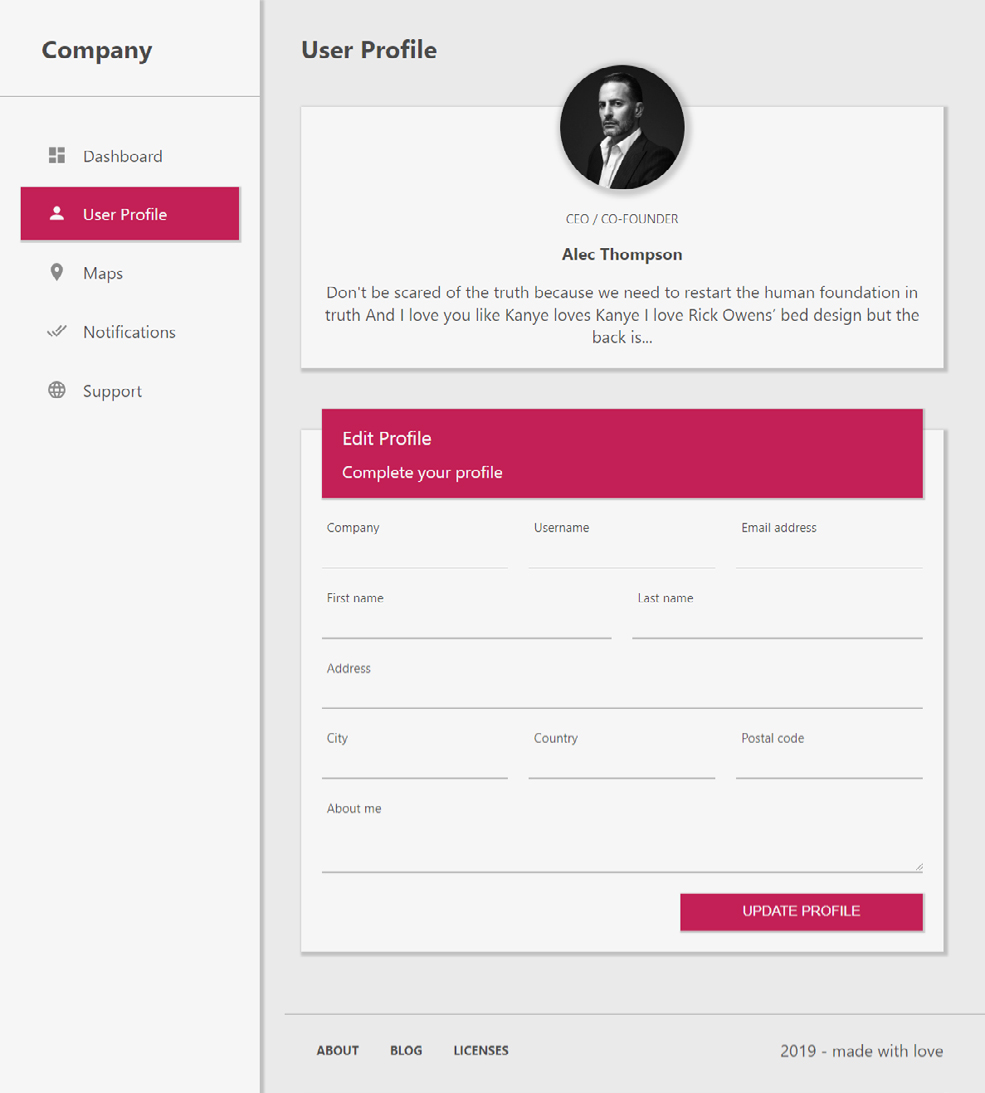 Company
User Profile
Dashboard
User Profile
Maps
Notifications
Support
CEO / CO-FOUNDER
Alec Thompson
Don't be scared of the truth because we need to restart the human foundation in
truth And I love you like Kanye loves Kanye I love Rick Owens’ bed design but the
back is...
Edit Profile
Complete your profile
Company Username Email address
First name Last name
Address
City Country Postal code
About me
UPDATE PROFILE
ABOUT BLOG LICENSES 2019 - made with love